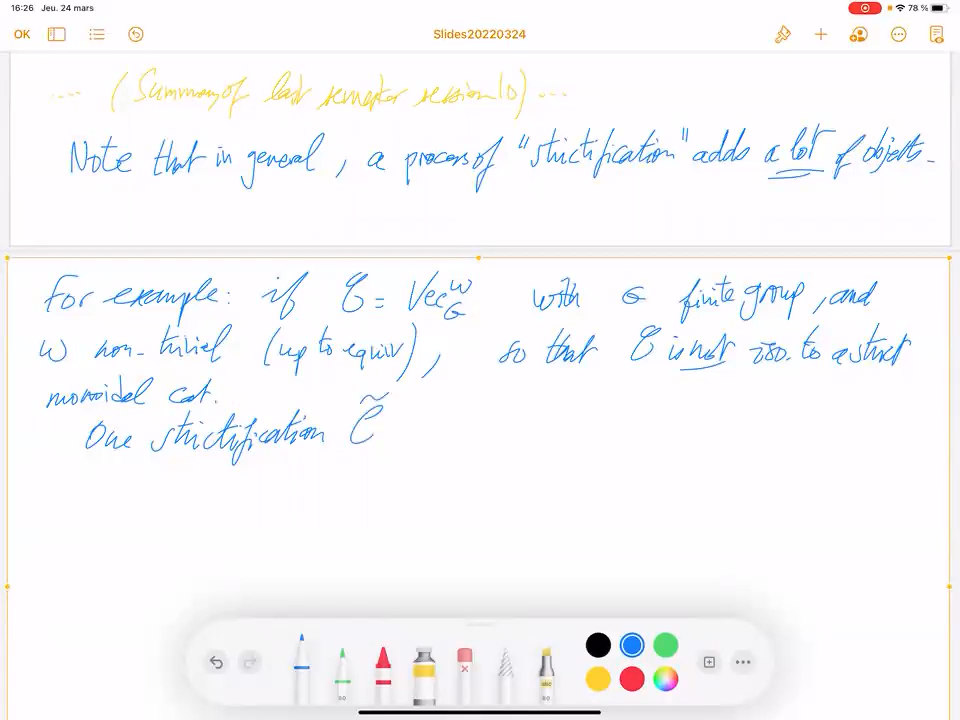 16:26 Jeu. 24 mars
78 %
OK
Slides20220324
.... (Summary of last semester session 10) ...
Note that in general, a process of "strictification" adds a lot of objects.
For example: if C = Vec_G^ω with G finite group, and
ω non-trivial (up to equiv), so that C is not iso. to a strict
monoidal cat.
One strictification C̃